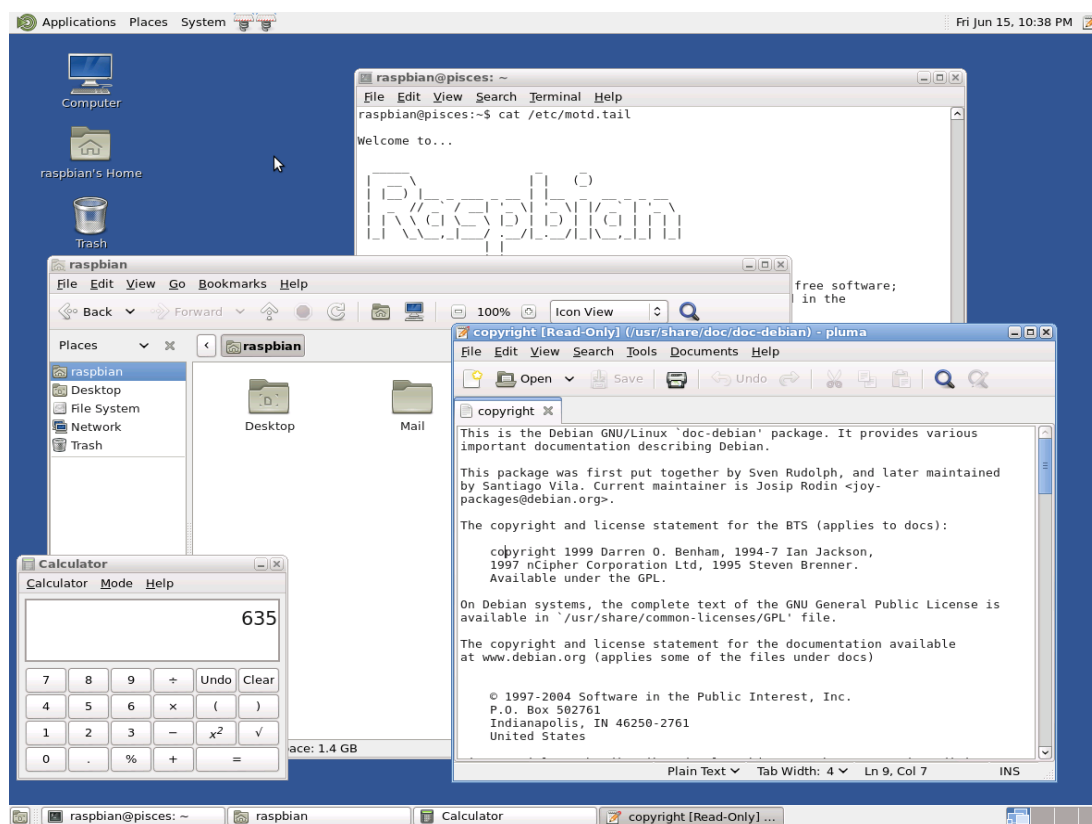 Applications Places System
Fri Jun 15, 10:38 PM
Computer
raspbian's Home
Trash
raspbian@pisces: ~
File Edit View Search Terminal Help
raspbian@pisces:~$ cat /etc/motd.tail
Welcome to...
Raspbian
free software;
in the
raspbian
File Edit View Go Bookmarks Help
Back Forward 100% Icon View
Places
raspbian
raspbian
Desktop
File System
Network
Trash
Desktop
Mail
ace: 1.4 GB
copyright [Read-Only] (/usr/share/doc/doc-debian) - pluma
File Edit View Search Tools Documents Help
Open Save Undo
copyright
This is the Debian GNU/Linux `doc-debian' package. It provides various
important documentation describing Debian.
This package was first put together by Sven Rudolph, and later maintained
by Santiago Vila. Current maintainer is Josip Rodin <joy-
packages@debian.org>.
The copyright and license statement for the BTS (applies to docs):
copyright 1999 Darren O. Benham, 1994-7 Ian Jackson,
1997 nCipher Corporation Ltd, 1995 Steven Brenner.
Available under the GPL.
On Debian systems, the complete text of the GNU General Public License is
available in `/usr/share/common-licenses/GPL' file.
The copyright and license statement for the documentation available
at www.debian.org (applies some of the files under docs)
© 1997-2004 Software in the Public Interest, Inc.
P.O. Box 502761
Indianapolis, IN 46250-2761
United States
Plain Text Tab Width: 4 Ln 9, Col 7 INS
Calculator
Calculator Mode Help
635
7 8 9 ÷ Undo Clear
4 5 6 × ( )
1 2 3 − x² √
0 . % + =
raspbian@pisces: ~
raspbian
Calculator
copyright [Read-Only] ...